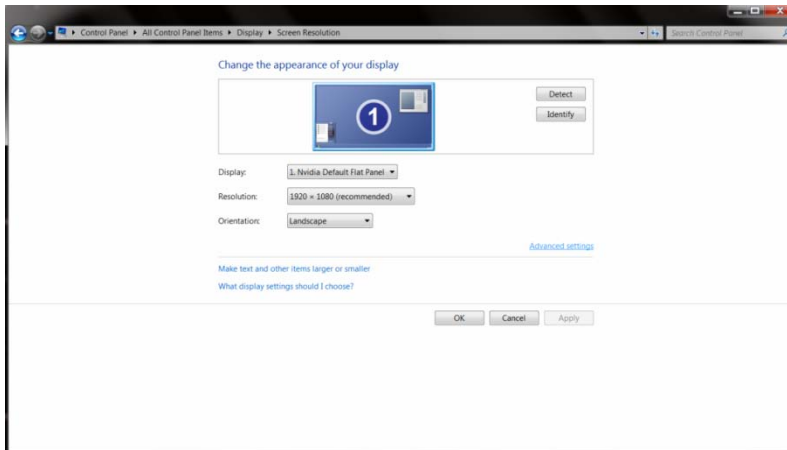 Control Panel ▸ All Control Panel Items ▸ Display ▸ Screen Resolution
Search Control Panel
Change the appearance of your display
1
Detect
Identify
Display: 1. Nvidia Default Flat Panel
Resolution: 1920 × 1080 (recommended)
Orientation: Landscape
Advanced settings
Make text and other items larger or smaller
What display settings should I choose?
OK Cancel Apply